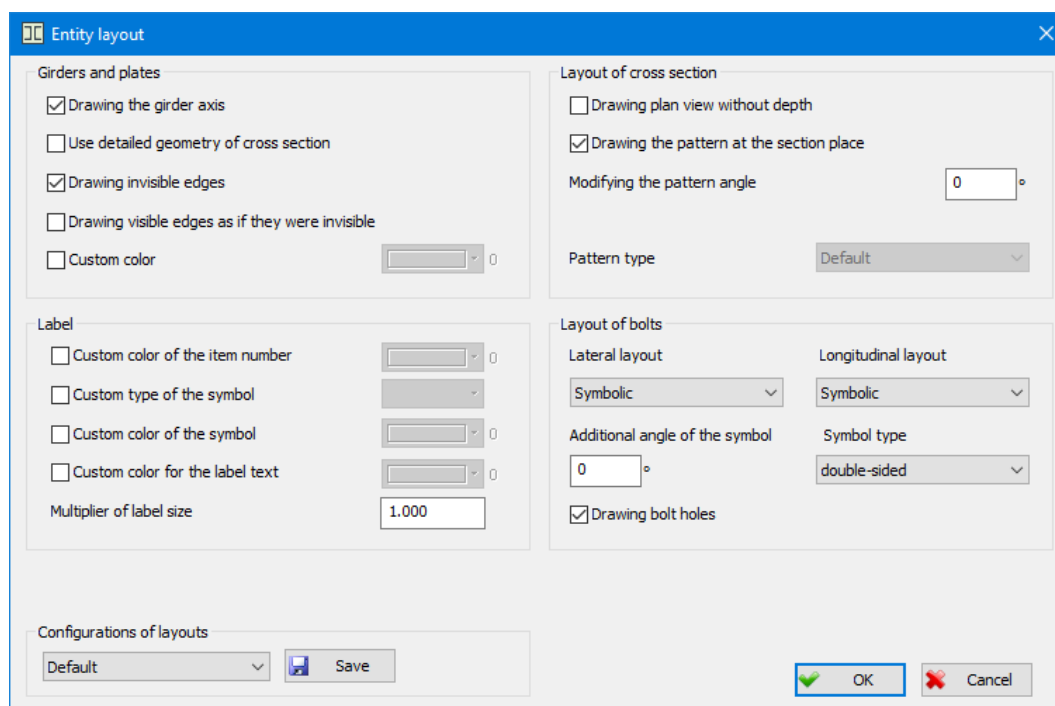 Entity layout
Girders and plates
Drawing the girder axis
Use detailed geometry of cross section
Drawing invisible edges
Drawing visible edges as if they were invisible
Custom color 0
Layout of cross section
Drawing plan view without depth
Drawing the pattern at the section place
Modifying the pattern angle 0 °
Pattern type Default
Label
Custom color of the item number 0
Custom type of the symbol
Custom color of the symbol 0
Custom color for the label text 0
Multiplier of label size 1.000
Layout of bolts
Lateral layout Longitudinal layout
Symbolic Symbolic
Additional angle of the symbol Symbol type
0 ° double-sided
Drawing bolt holes
Configurations of layouts
Default Save
OK Cancel